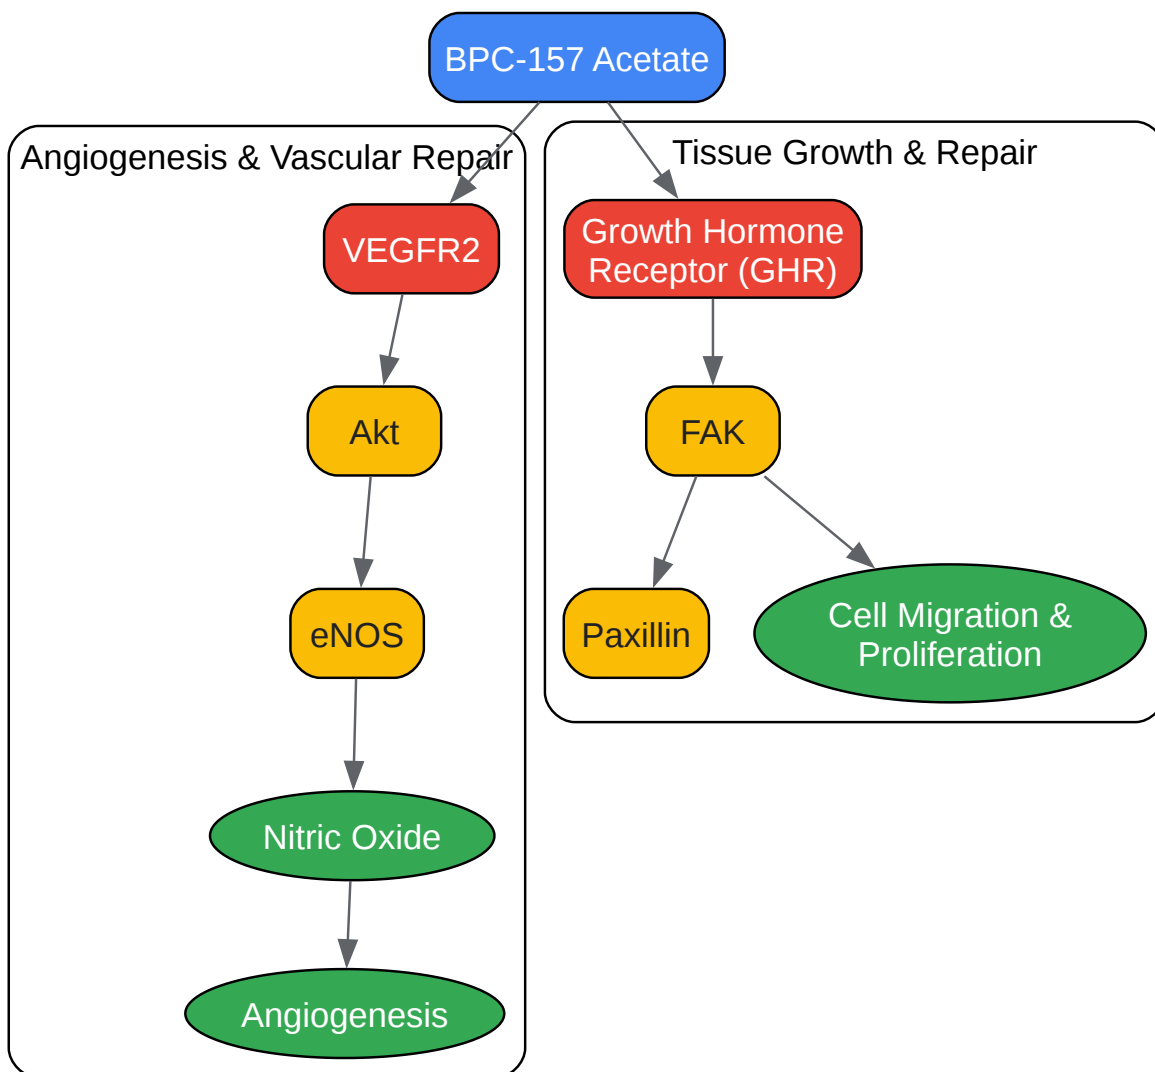 BPC-157 Acetate
Angiogenesis & Vascular Repair
VEGFR2
Akt
eNOS
Nitric Oxide
Angiogenesis
Tissue Growth & Repair
Growth Hormone
Receptor (GHR)
FAK
Paxillin
Cell Migration &
Proliferation